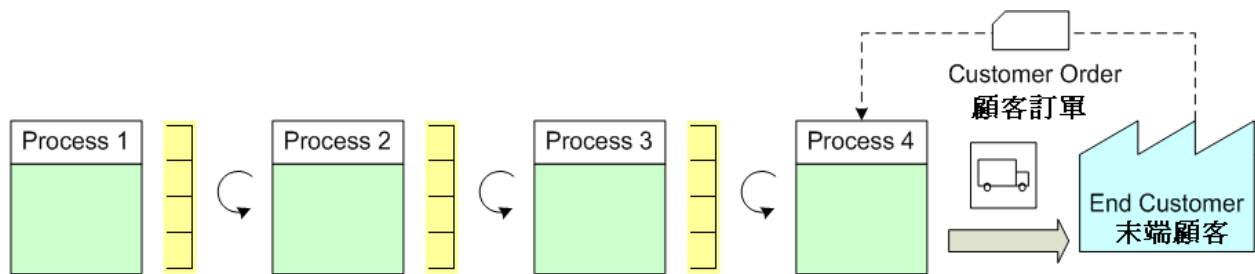 Customer Order
顧客訂單
Process 1
Process 2
Process 3
Process 4
End Customer
末端顧客